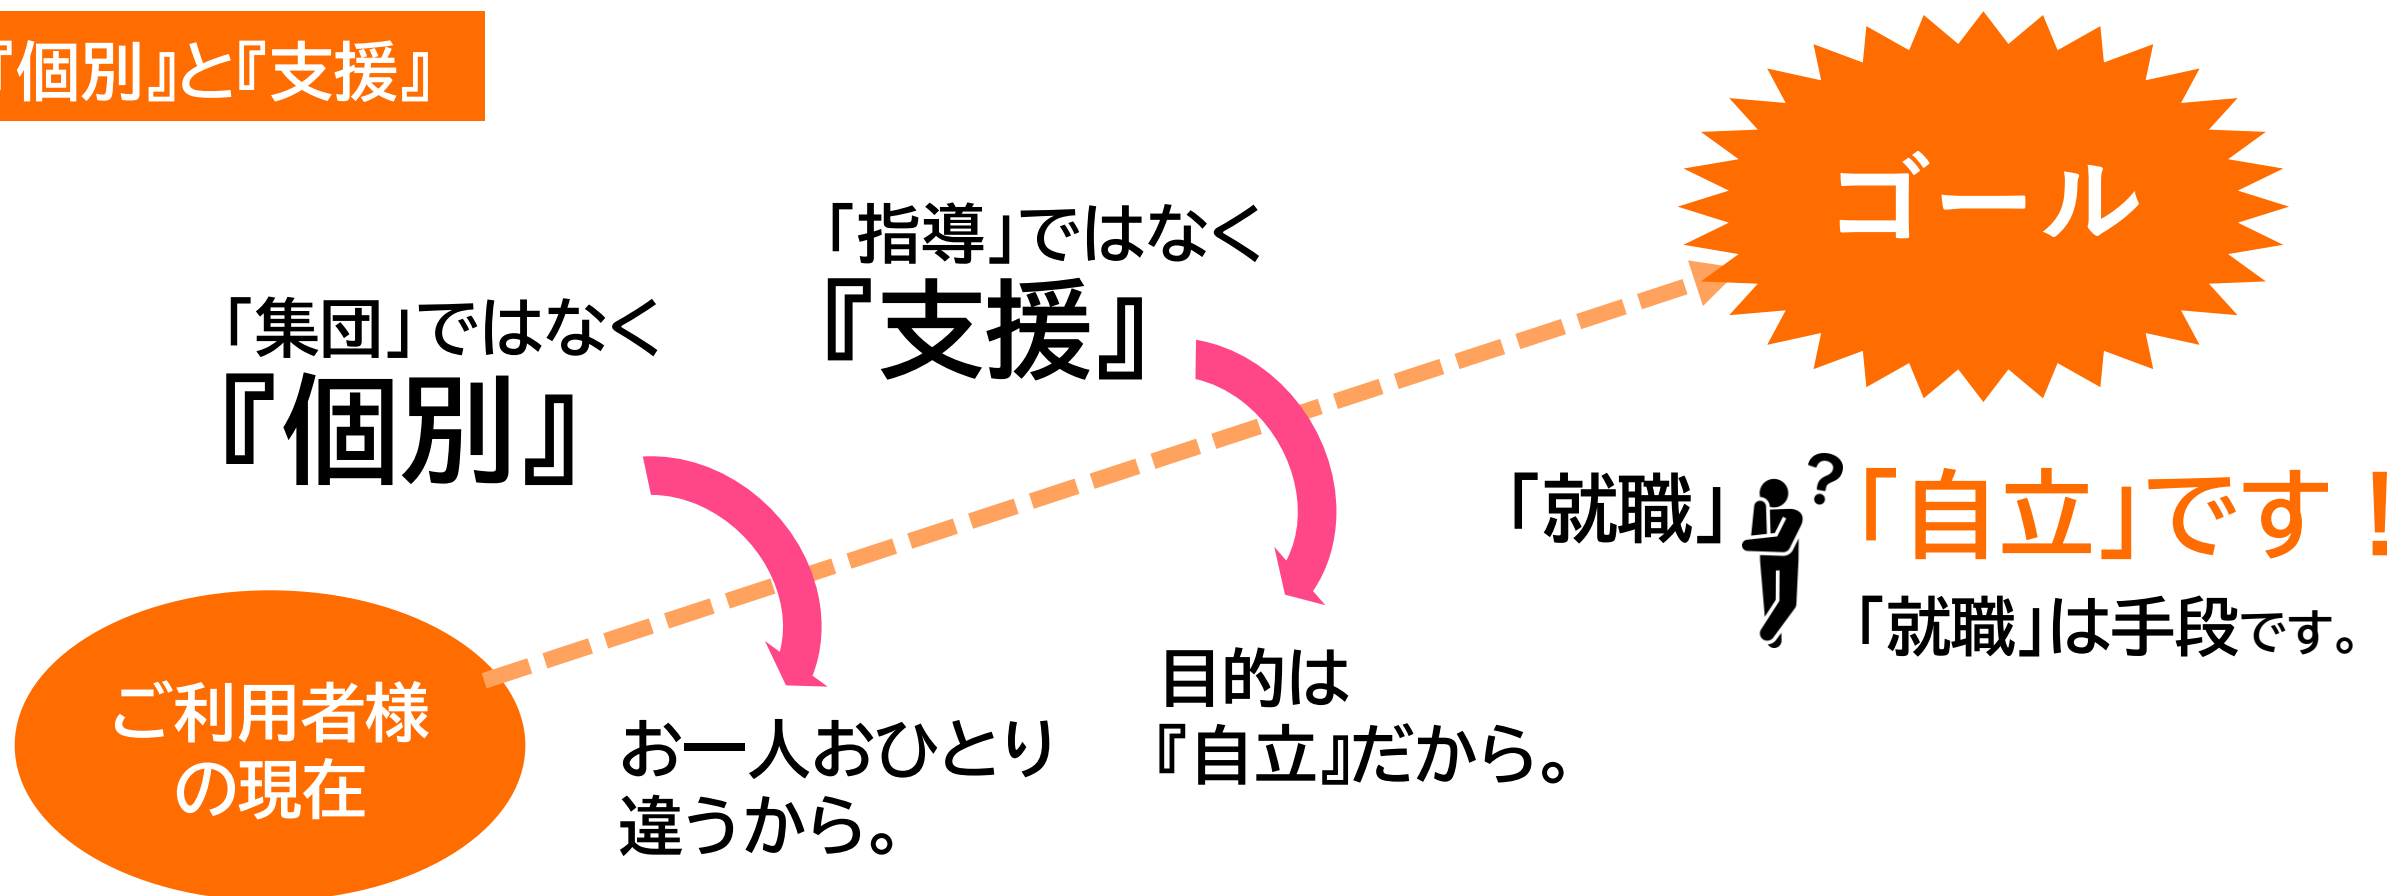 『個別』と『支援』
ゴール
「指導」ではなく
『支援』
「集団」ではなく
『個別』
「就職」
?
「自立」です！
「就職」は手段です。
ご利用者様
の現在
お一人おひとり
違うから。
目的は
『自立』だから。